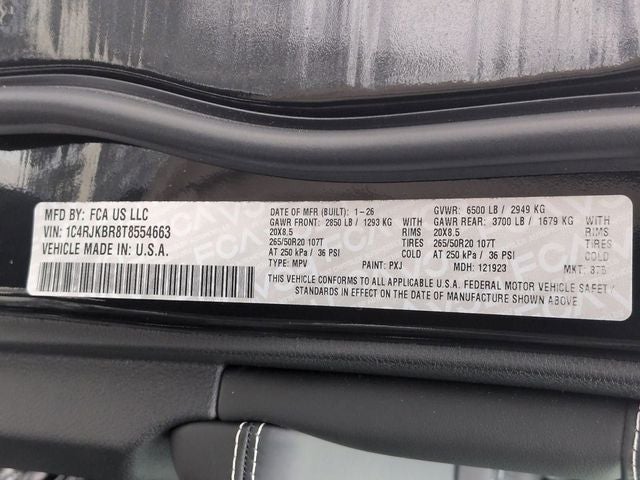 MFD BY: FCA US LLC
VIN: 1C4RJKBR8T8554663
VEHICLE MADE IN: U.S.A.
DATE OF MFR (BUILT): 1-26
GVWR: 6500 LB / 2949 KG
GAWR FRONT: 2850 LB / 1293 KG WITH
20X8.5 RIMS
265/50R20 107T TIRES
AT 250 kPa / 36 PSI COLD
GAWR REAR: 3700 LB / 1679 KG WITH
20X8.5 RIMS
265/50R20 107T TIRES
AT 250 kPa / 36 PSI COLD
TYPE: MPV PAINT: PXJ MDH: 121923 MKT: 37B
THIS VEHICLE CONFORMS TO ALL APPLICABLE U.S.A. FEDERAL MOTOR VEHICLE SAFETY
STANDARDS IN EFFECT ON THE DATE OF MANUFACTURE SHOWN ABOVE